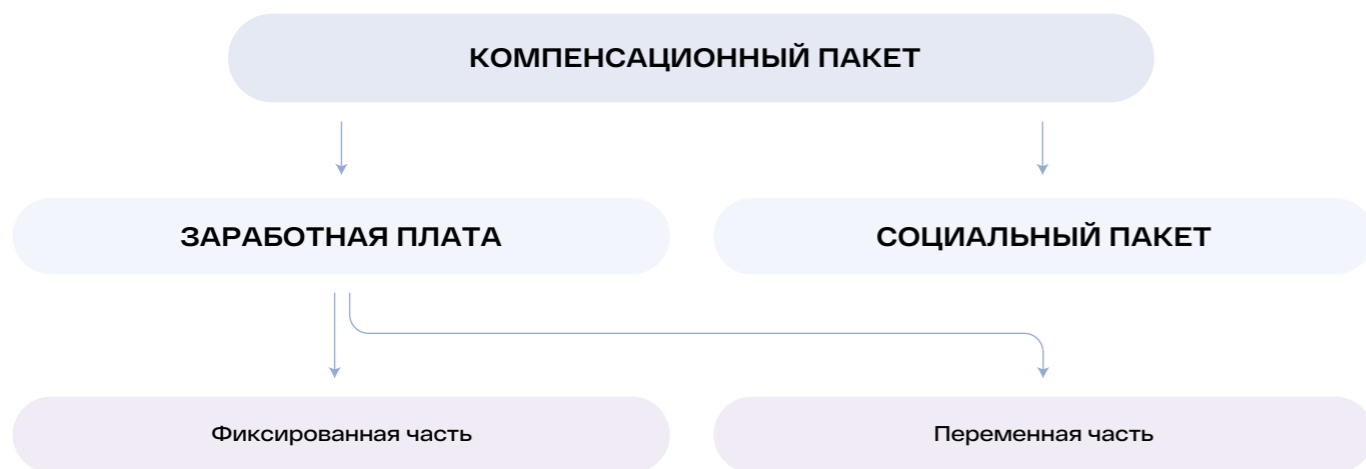 КОМПЕНСАЦИОННЫЙ ПАКЕТ
ЗАРАБОТНАЯ ПЛАТА
СОЦИАЛЬНЫЙ ПАКЕТ
Фиксированная часть
Переменная часть